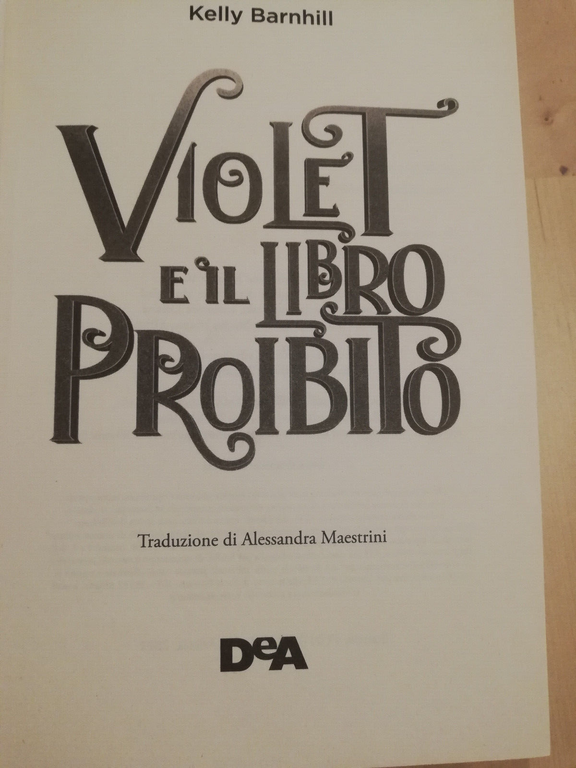 Kelly Barnhill
VIOLET
E IL LIBRO
PROIBITO
Traduzione di Alessandra Maestrini
DeA